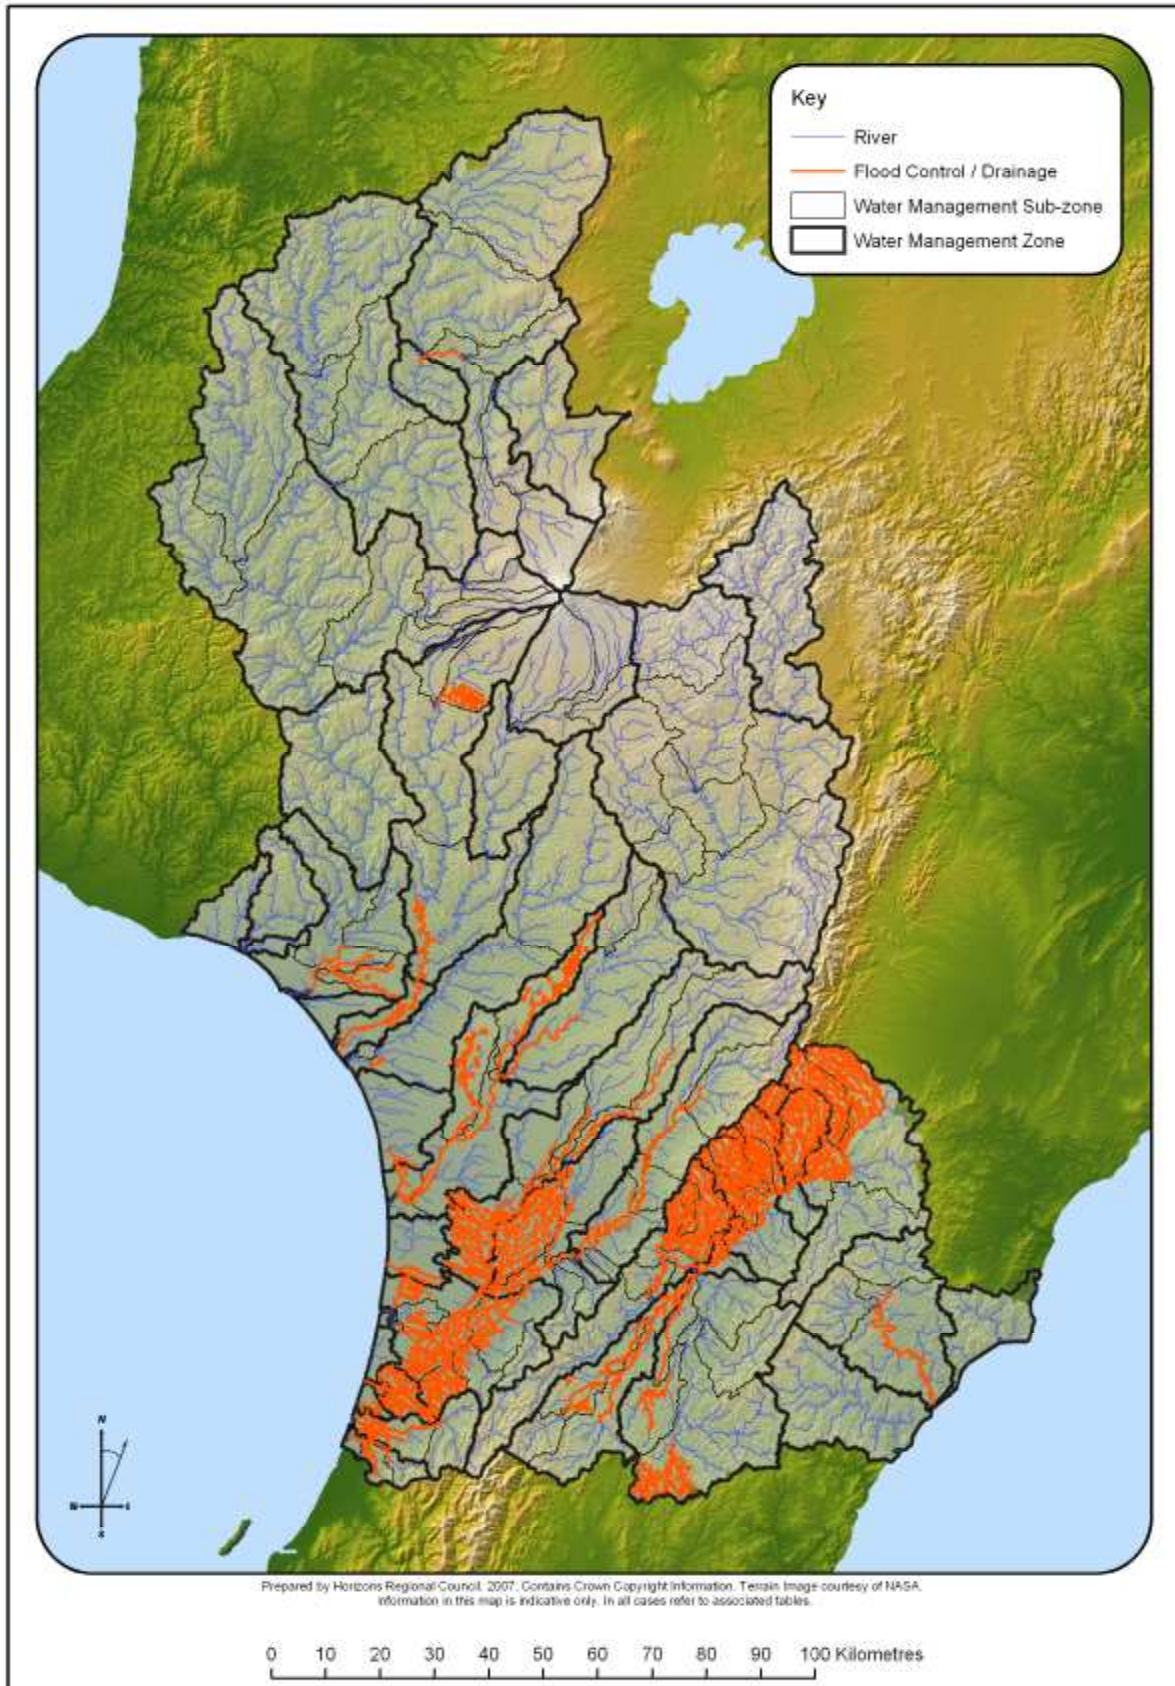 Key
River
Flood Control / Drainage
Water Management Sub-zone
Water Management Zone
N
W E
S
Prepared by Horizons Regional Council, 2007. Contains Crown Copyright Information. Terrain Image courtesy of NASA.
Information in this map is indicative only. In all cases refer to associated tables.
0 10 20 30 40 50 60 70 80 90 100 Kilometres